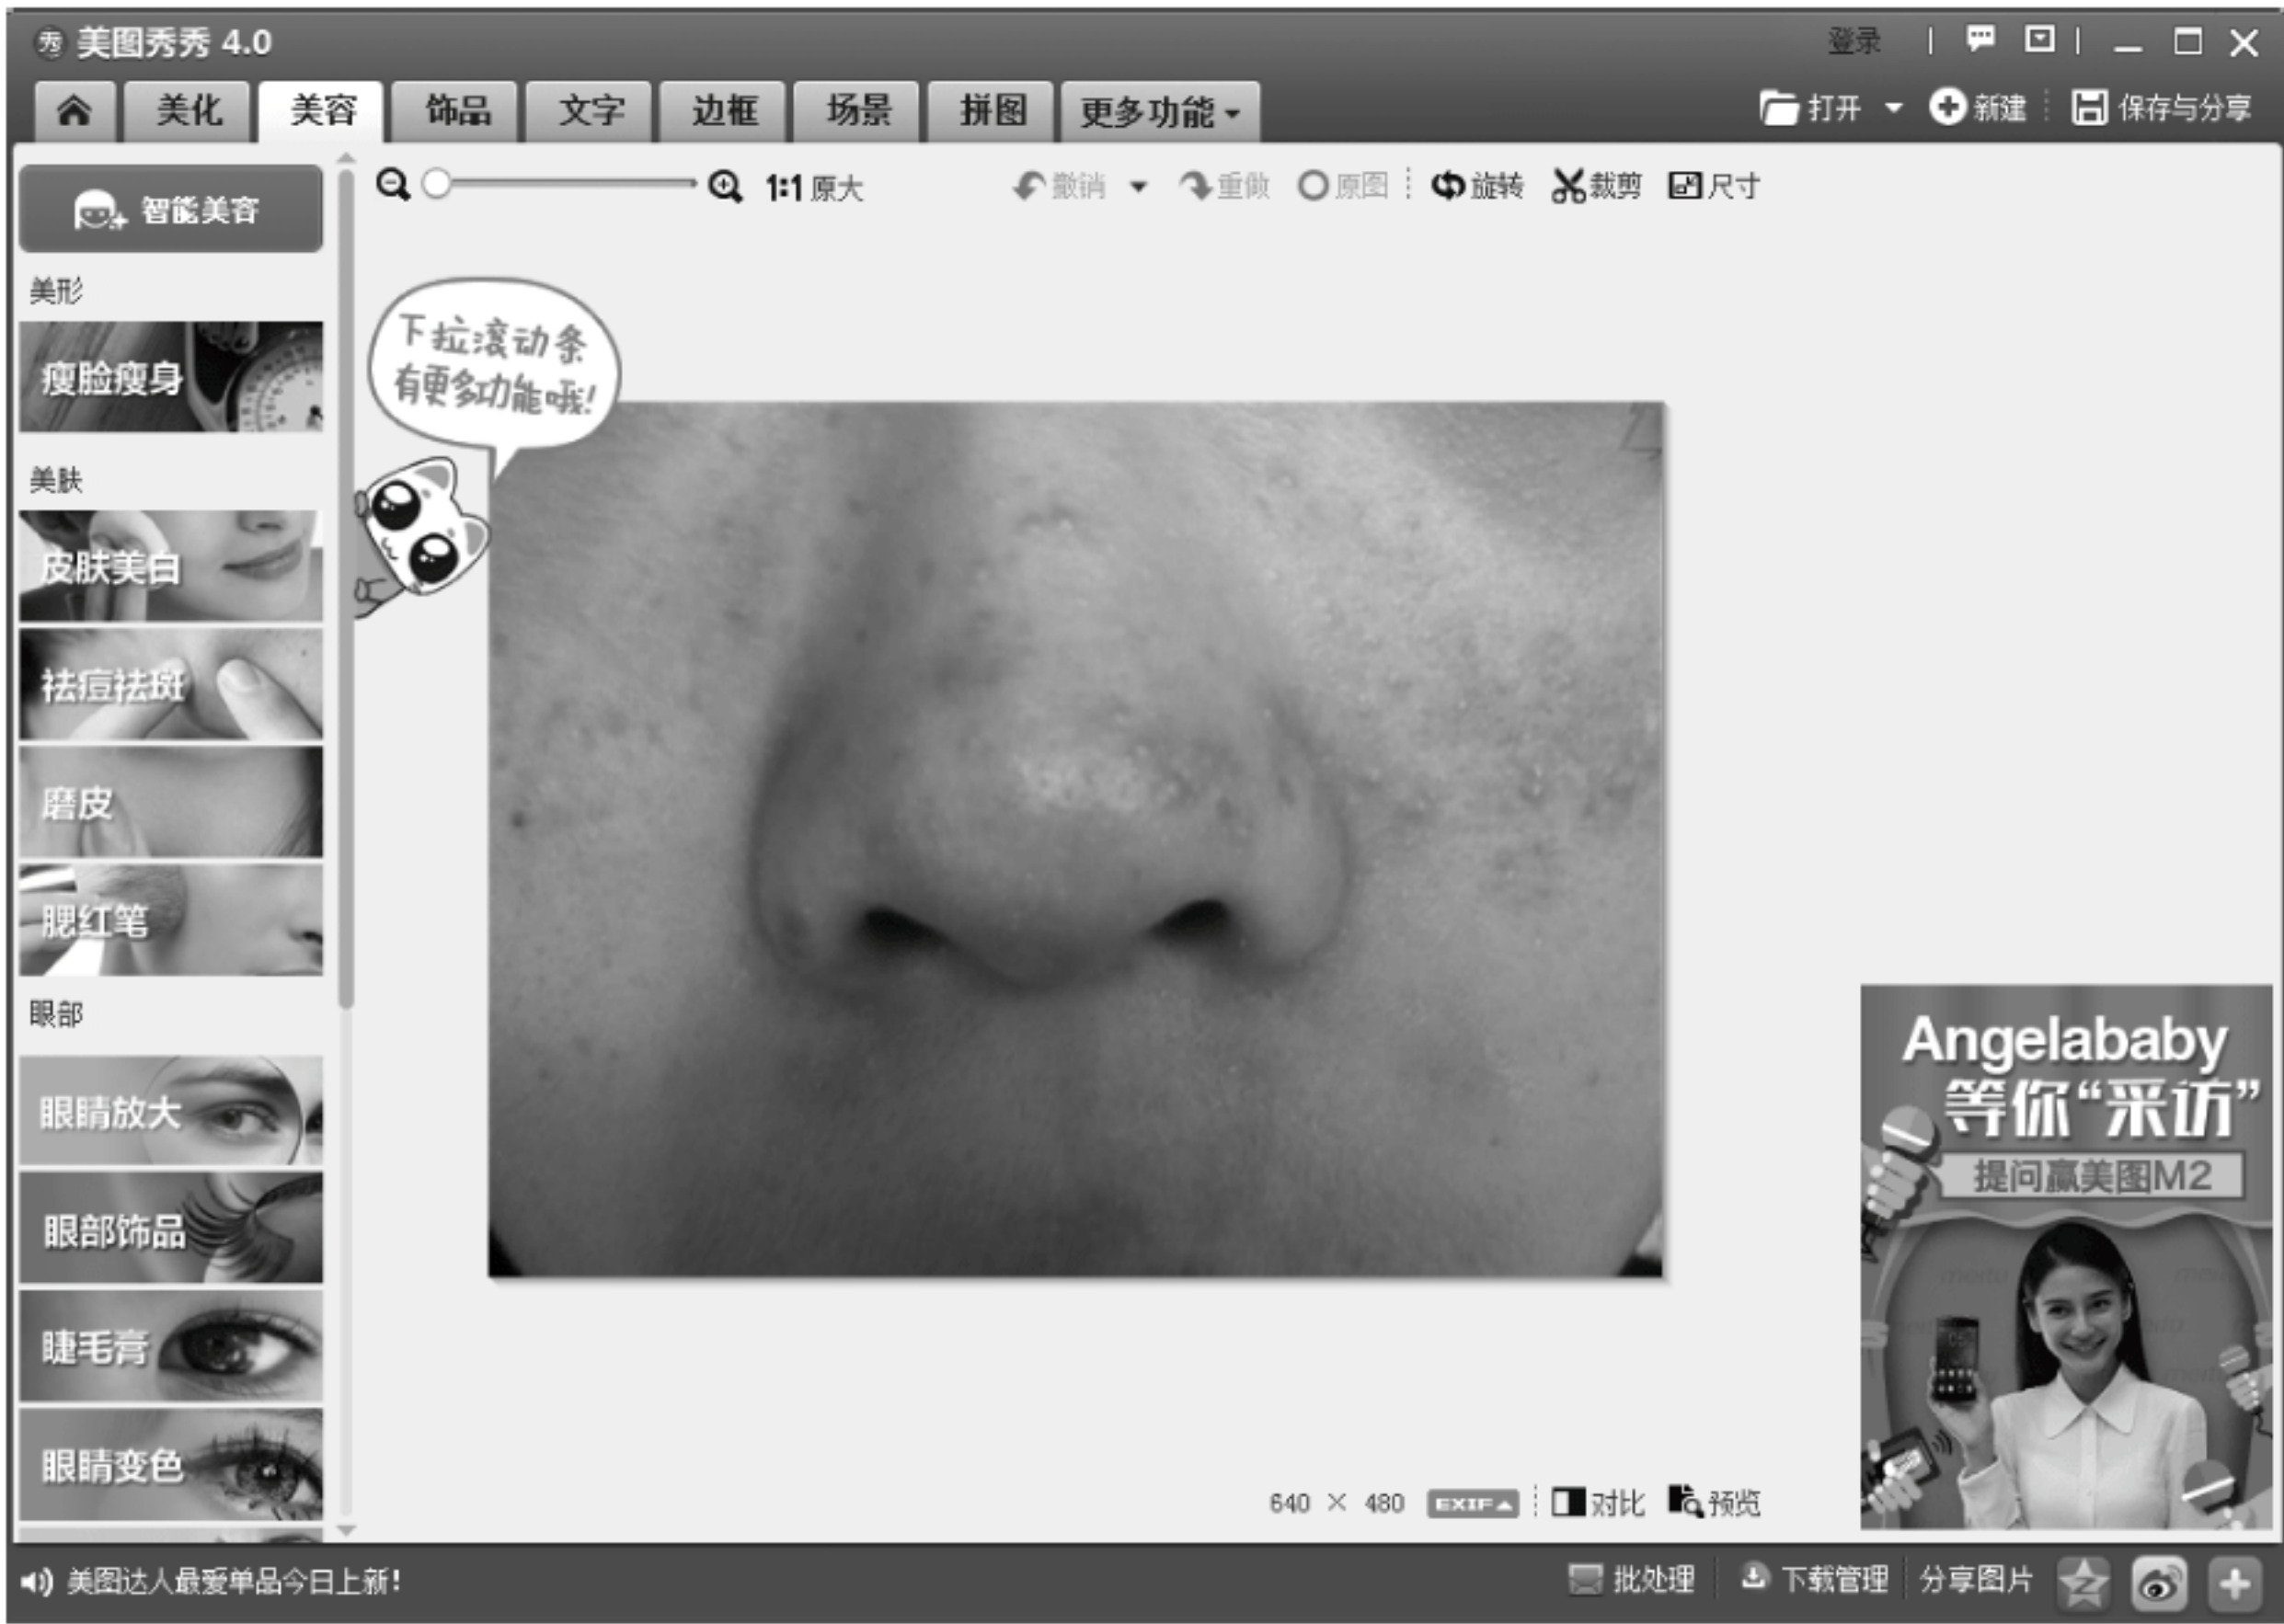 美图秀秀 4.0
登录
美化 美容 饰品 文字 边框 场景 拼图 更多功能
打开 新建 保存与分享
智能美容
1:1 原大 撤销 重做 原图 旋转 裁剪 尺寸
美形
瘦脸瘦身
美肤
皮肤美白
祛痘祛斑
磨皮
腮红笔
眼部
眼睛放大
眼部饰品
睫毛膏
眼睛变色
下拉滚动条
有更多功能哦!
Angelababy
等你“采访”
提问赢美图M2
640 × 480 EXIF 对比 预览
美图达人最爱单品今日上新!
批处理 下载管理 分享图片